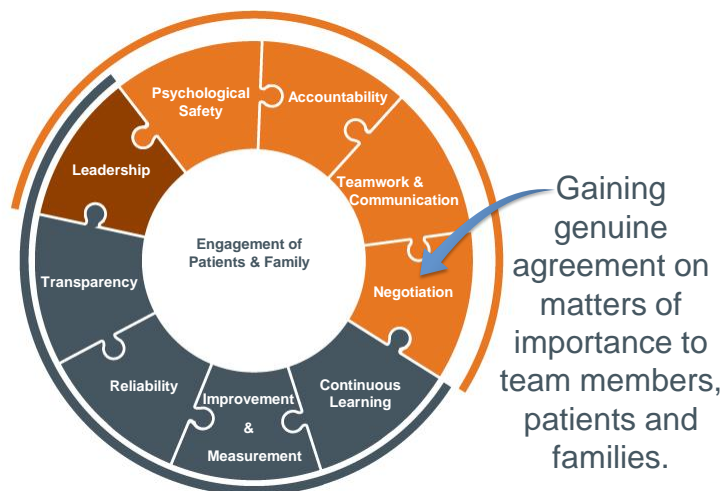 Psychological
Safety
Accountability
Leadership
Teamwork &
Communication
Engagement of
Patients & Family
Transparency
Negotiation
Reliability
Improvement
&
Measurement
Continuous
Learning
Gaining
genuine
agreement on
matters of
importance to
team members,
patients and
families.